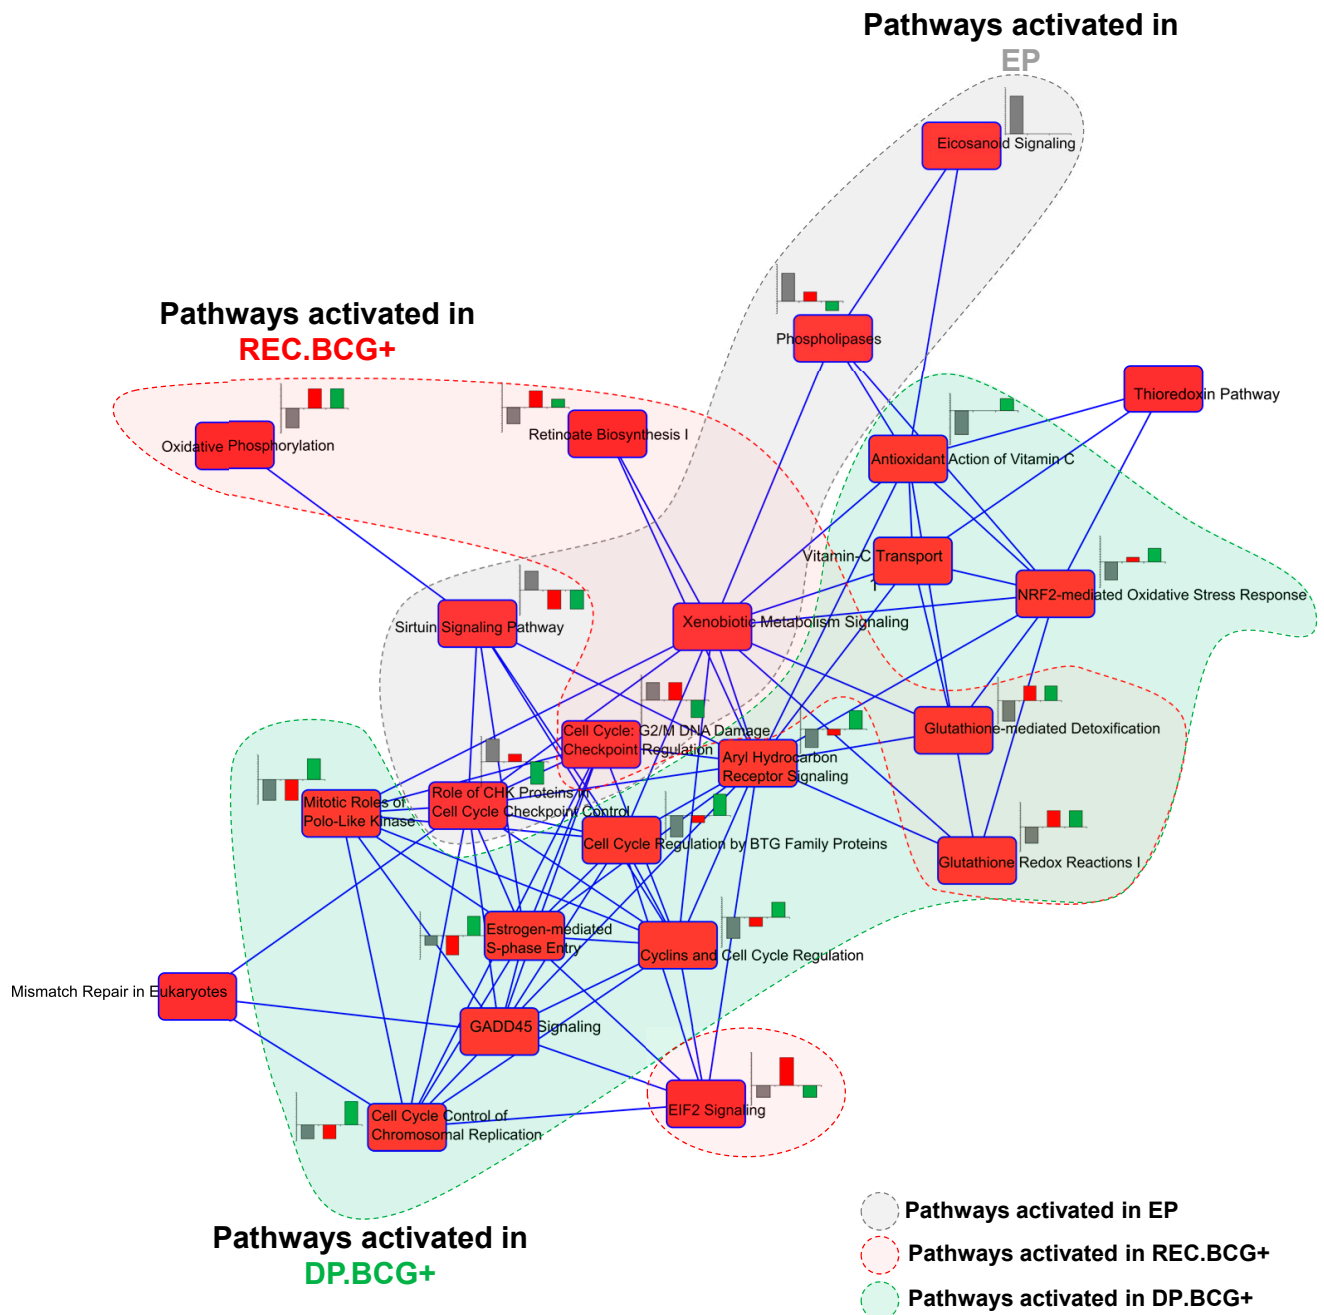 Pathways activated in
EP
Eicosanoid Signaling
Phospholipases
Pathways activated in
REC.BCG+
Thioredoxin Pathway
Oxidative Phosphorylation
Retinoate Biosynthesis I
Antioxidant Action of Vitamin C
Vitamin-C Transport
1
NRF2-mediated Oxidative Stress Response
Sirtuin Signaling Pathway
Xenobiotic Metabolism Signaling
Cell Cycle: G2/M DNA Damage
Checkpoint Regulation
Glutathione-mediated Detoxification
Aryl Hydrocarbon
Receptor Signaling
Mitotic Roles of
Polo-Like Kinase
Role of CHK Proteins in
Cell Cycle Checkpoint Control
Cell Cycle Regulation by BTG Family Proteins
Glutathione Redox Reactions I
Estrogen-mediated
S-phase Entry
Cyclins and Cell Cycle Regulation
Mismatch Repair in Eukaryotes
GADD45 Signaling
EIF2 Signaling
Cell Cycle Control of
Chromosomal Replication
Pathways activated in
DP.BCG+
Pathways activated in EP
Pathways activated in REC.BCG+
Pathways activated in DP.BCG+